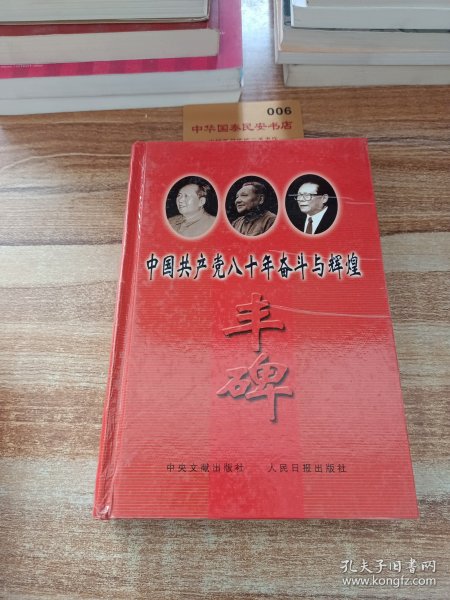 006
中华国泰民安书店
中国共产党八十年奋斗与辉煌
丰碑
中央文献出版社 人民日报出版社
孔夫子旧书网
www.kongfz.com